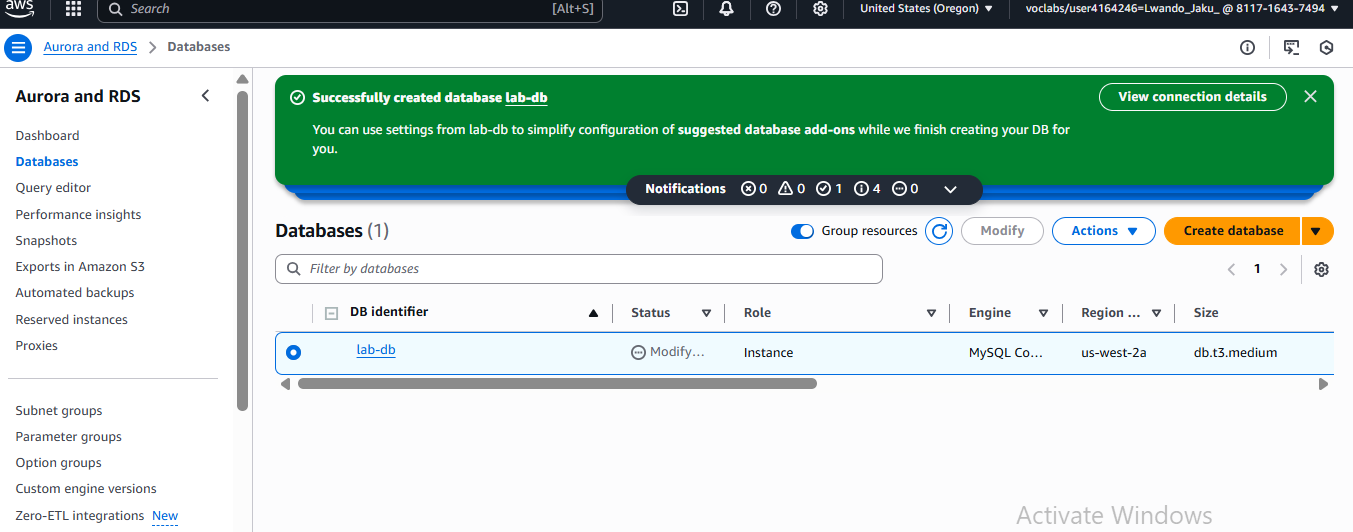 aws
Search [Alt+S] United States (Oregon) voclabs/user4164246=Lwando_Jaku_ @ 8117-1643-7494
Aurora and RDS > Databases
Aurora and RDS
Dashboard
Databases
Query editor
Performance insights
Snapshots
Exports in Amazon S3
Automated backups
Reserved instances
Proxies
Subnet groups
Parameter groups
Option groups
Custom engine versions
Zero-ETL integrations New
Successfully created database lab-db
View connection details
You can use settings from lab-db to simplify configuration of suggested database add-ons while we finish creating your DB for
you.
Notifications 0 0 1 4 0
Databases (1)
Group resources Modify Actions Create database
Filter by databases
1
DB identifier Status Role Engine Region ... Size
lab-db Modify... Instance MySQL Co... us-west-2a db.t3.medium
Activate Windows